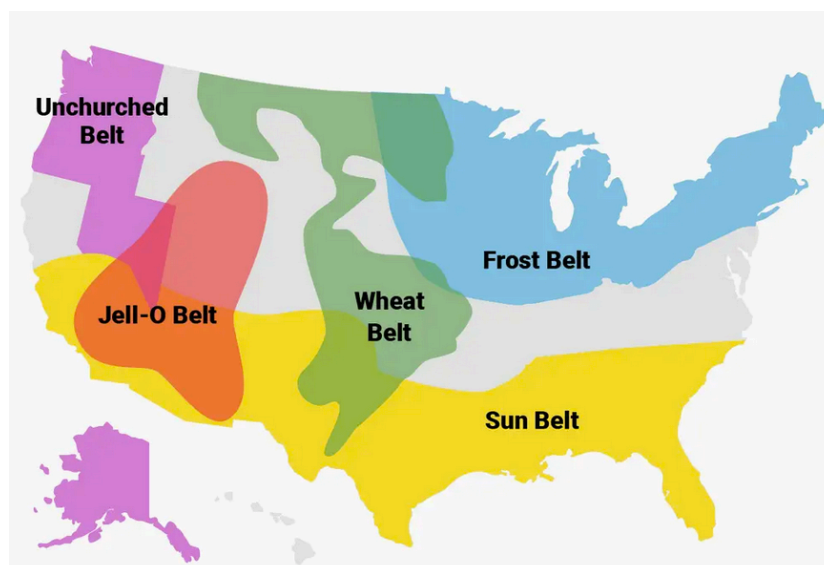 Unchurched
Belt
Frost Belt
Wheat
Belt
Jell-O Belt
Sun Belt